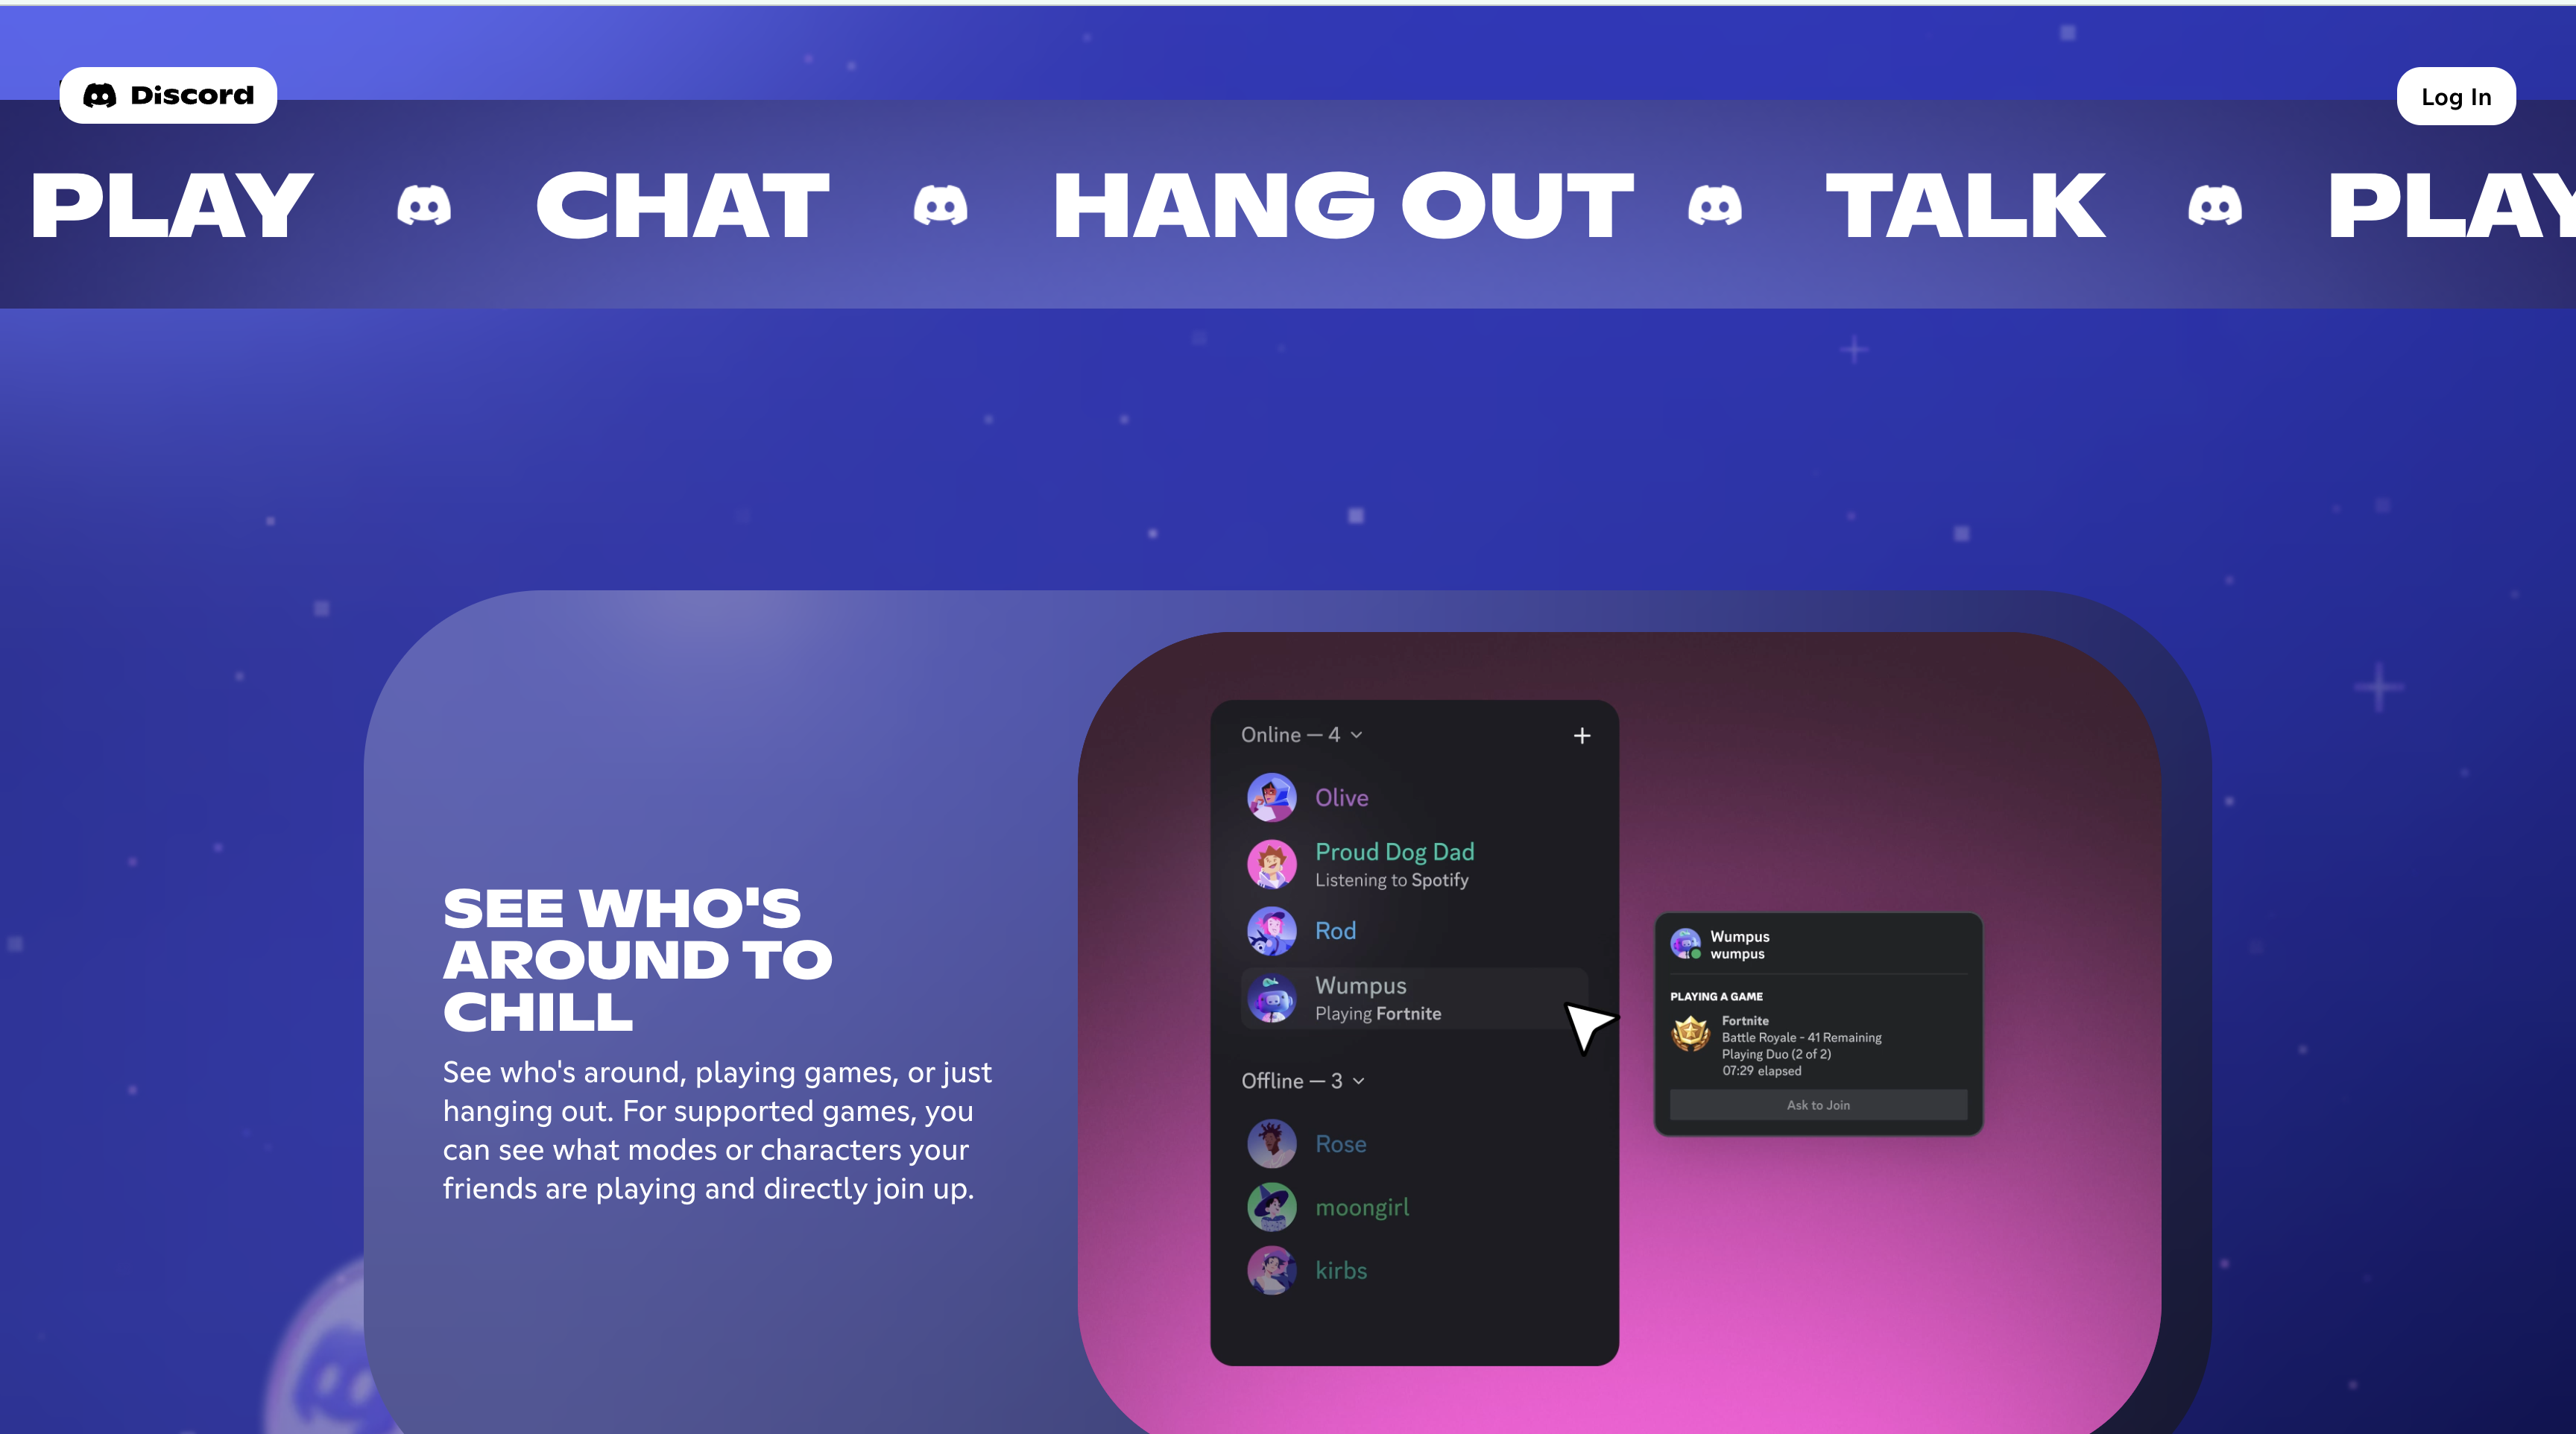 Discord
Log In
PLAY CHAT HANG OUT TALK PLAY
SEE WHO'S
AROUND TO
CHILL
See who's around, playing games, or just
hanging out. For supported games, you
can see what modes or characters your
friends are playing and directly join up.
Online — 4
Olive
Proud Dog Dad
Listening to Spotify
Rod
Wumpus
Playing Fortnite
Offline — 3
Rose
moongirl
kirbs
Wumpus
wumpus
PLAYING A GAME
Fortnite
Battle Royale - 41 Remaining
Playing Duo (2 of 2)
07:29 elapsed
Ask to Join